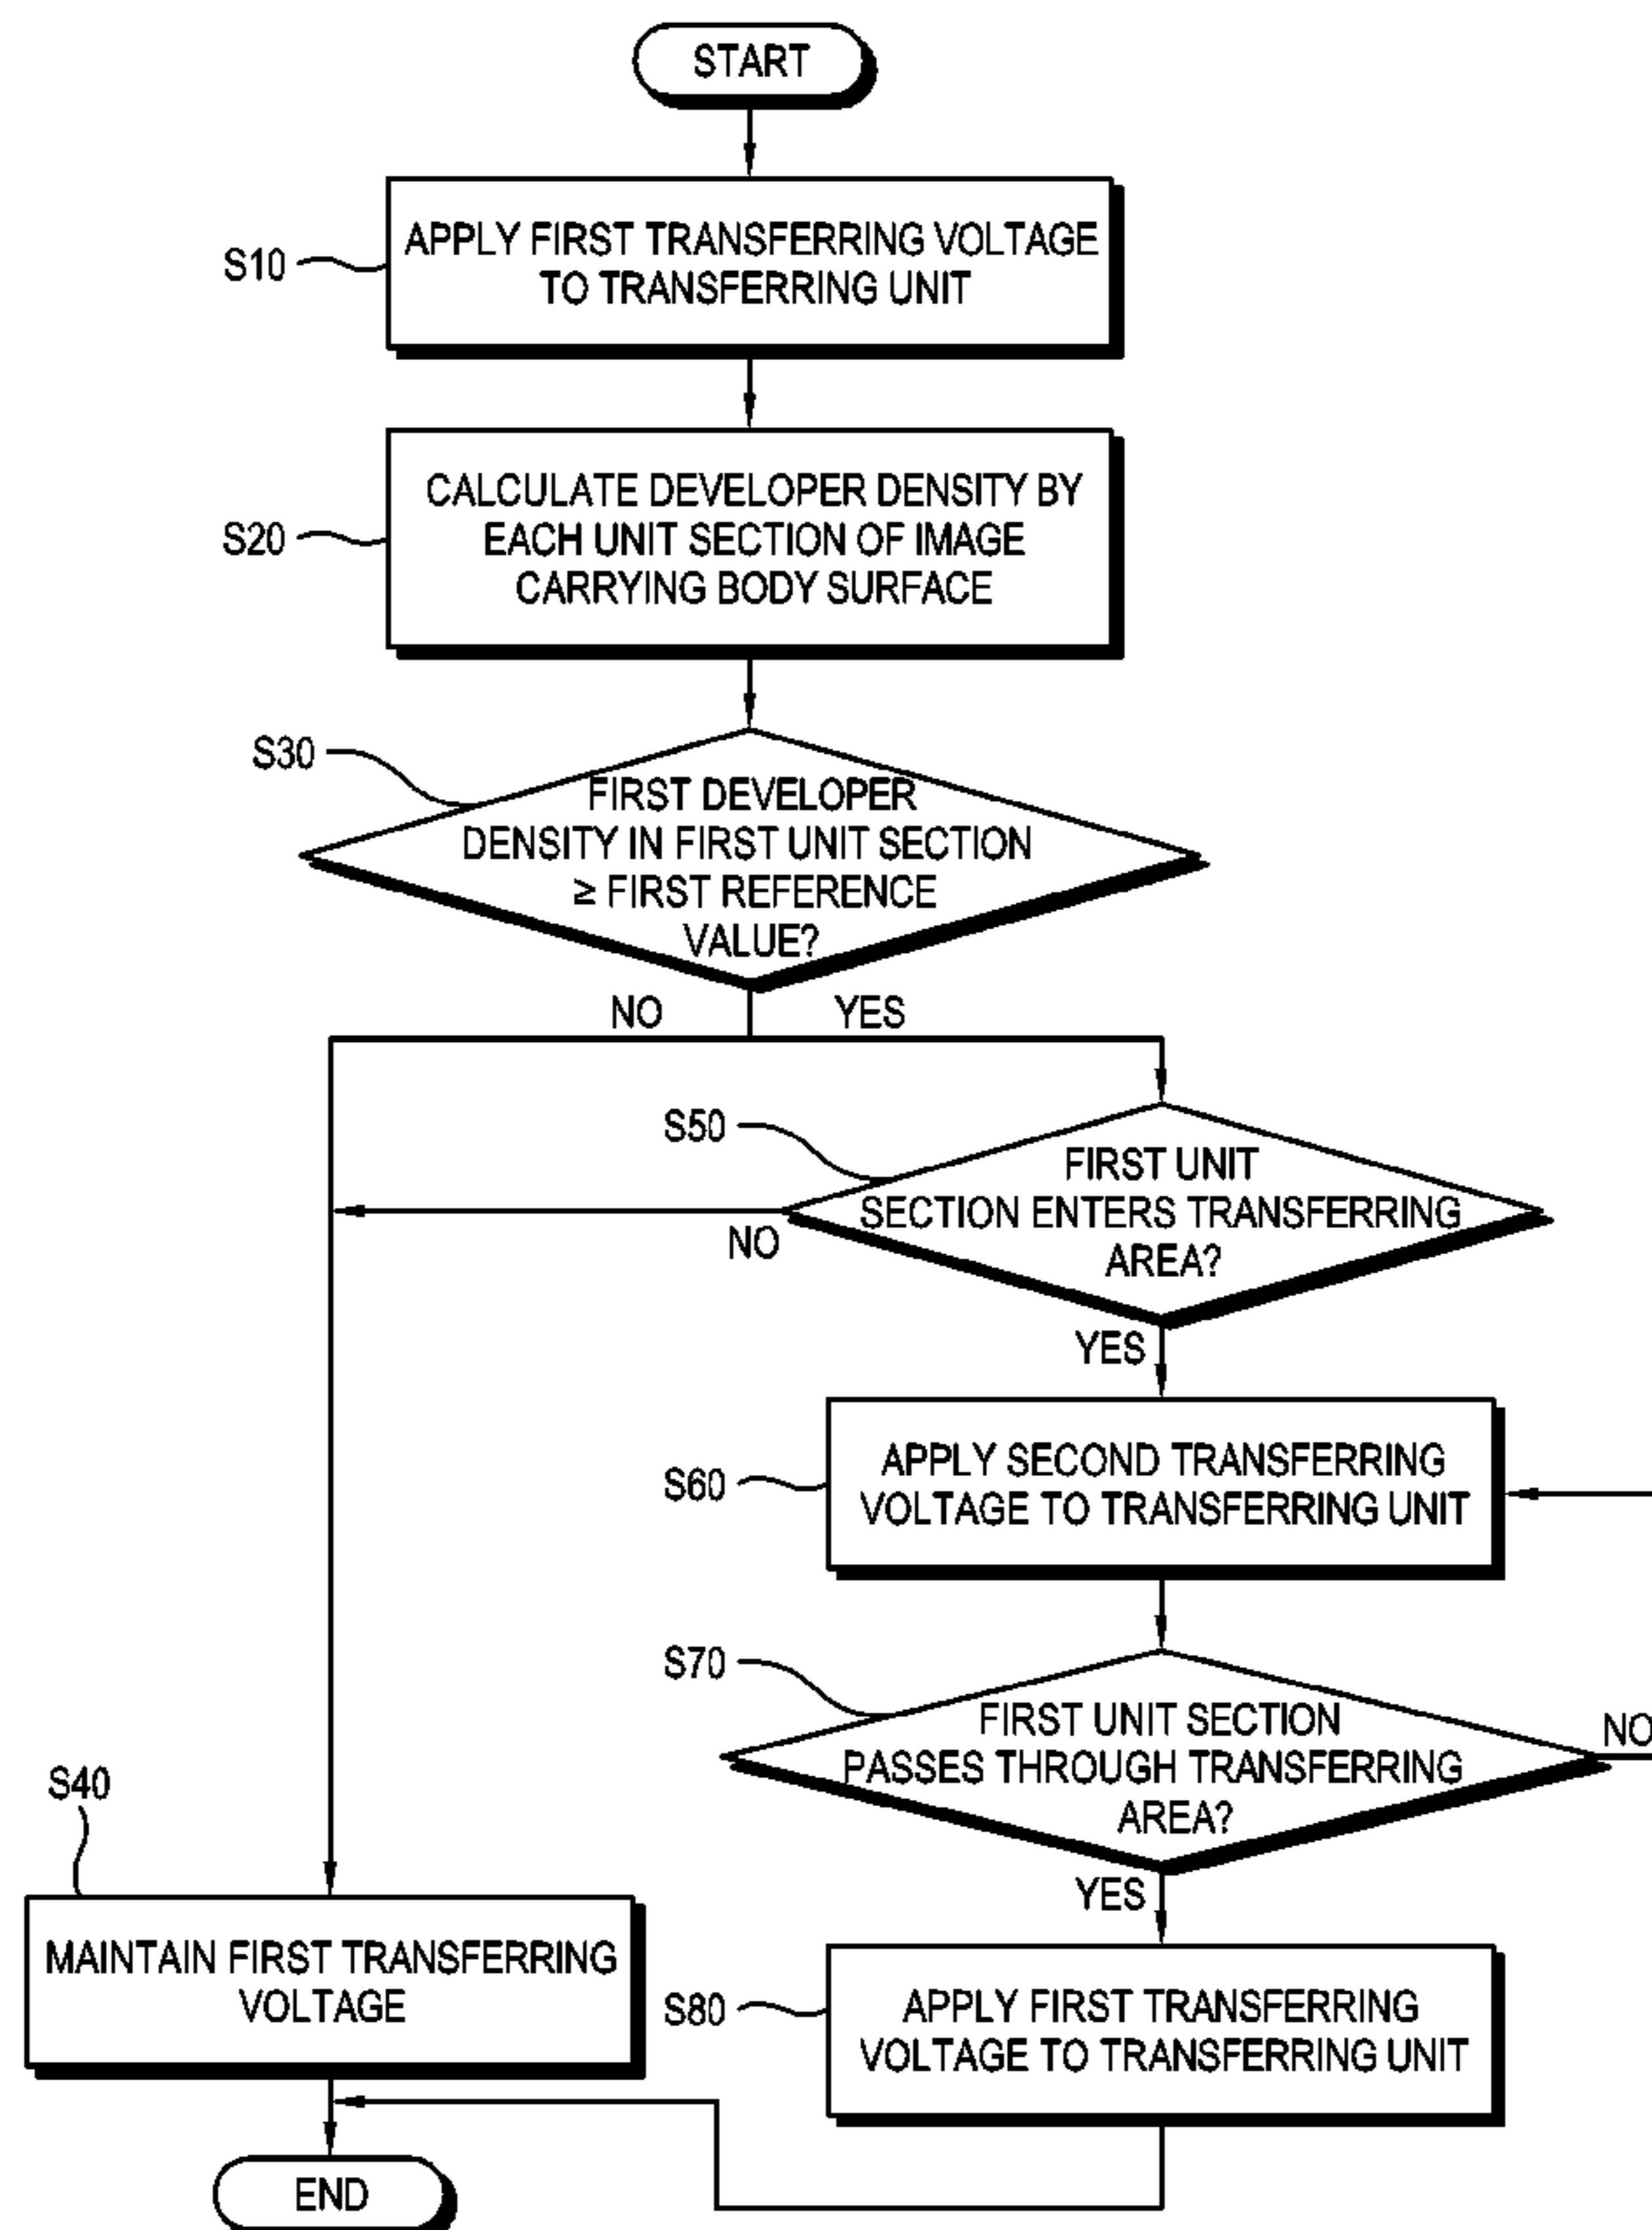 START
S10
APPLY FIRST TRANSFERRING VOLTAGE
TO TRANSFERRING UNIT
S20
CALCULATE DEVELOPER DENSITY BY
EACH UNIT SECTION OF IMAGE
CARRYING BODY SURFACE
S30
FIRST DEVELOPER
DENSITY IN FIRST UNIT SECTION
≥ FIRST REFERENCE
VALUE?
NO
YES
S50
FIRST UNIT
SECTION ENTERS TRANSFERRING
AREA?
NO
YES
S60
APPLY SECOND TRANSFERRING
VOLTAGE TO TRANSFERRING UNIT
S70
FIRST UNIT SECTION
PASSES THROUGH TRANSFERRING
AREA?
NO
YES
S40
MAINTAIN FIRST TRANSFERRING
VOLTAGE
S80
APPLY FIRST TRANSFERRING
VOLTAGE TO TRANSFERRING UNIT
END